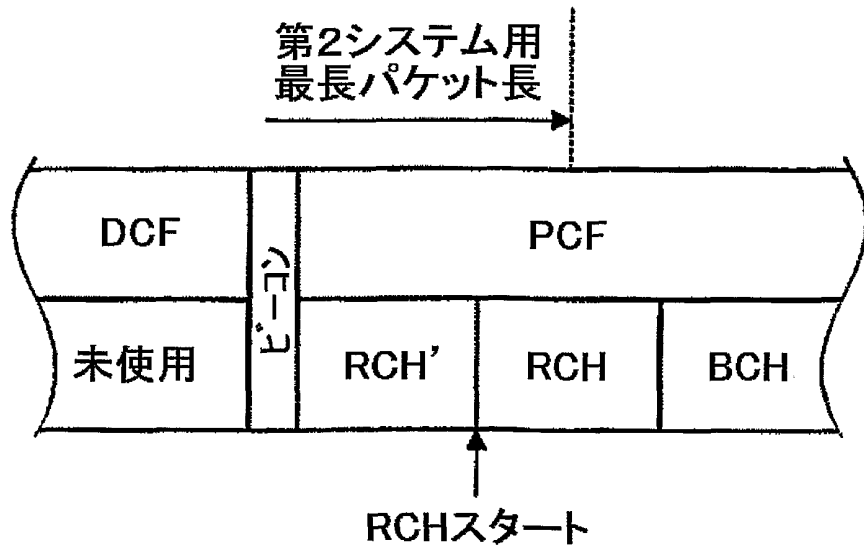 第2システム用
最長パケット長
DCF
ビーコン
PCF
未使用
RCH'
RCH
BCH
RCHスタート